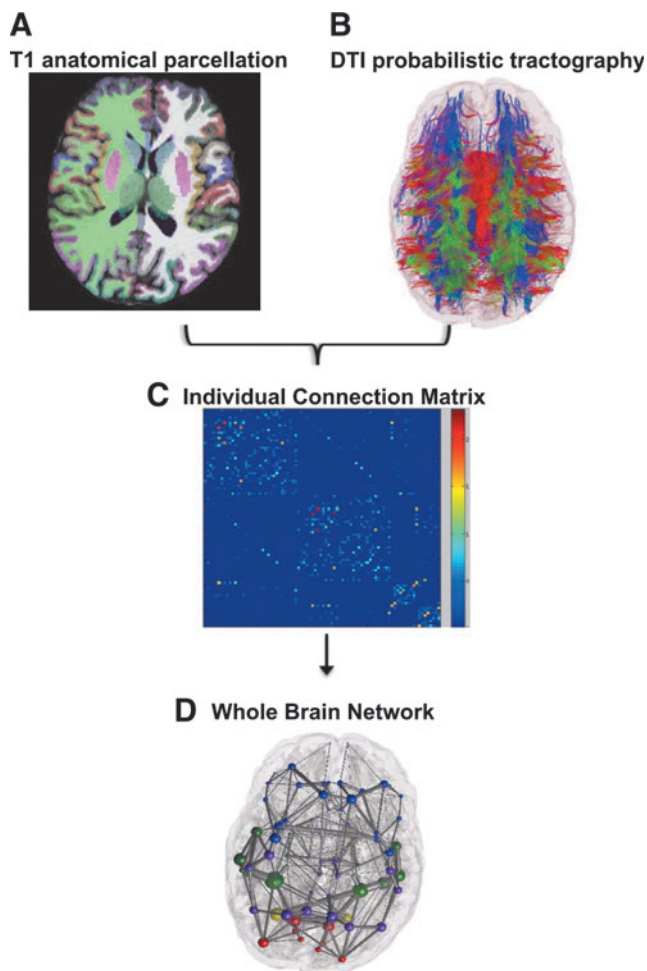 A
T1 anatomical parcellation
B
DTI probabilistic tractography
C Individual Connection Matrix
D Whole Brain Network